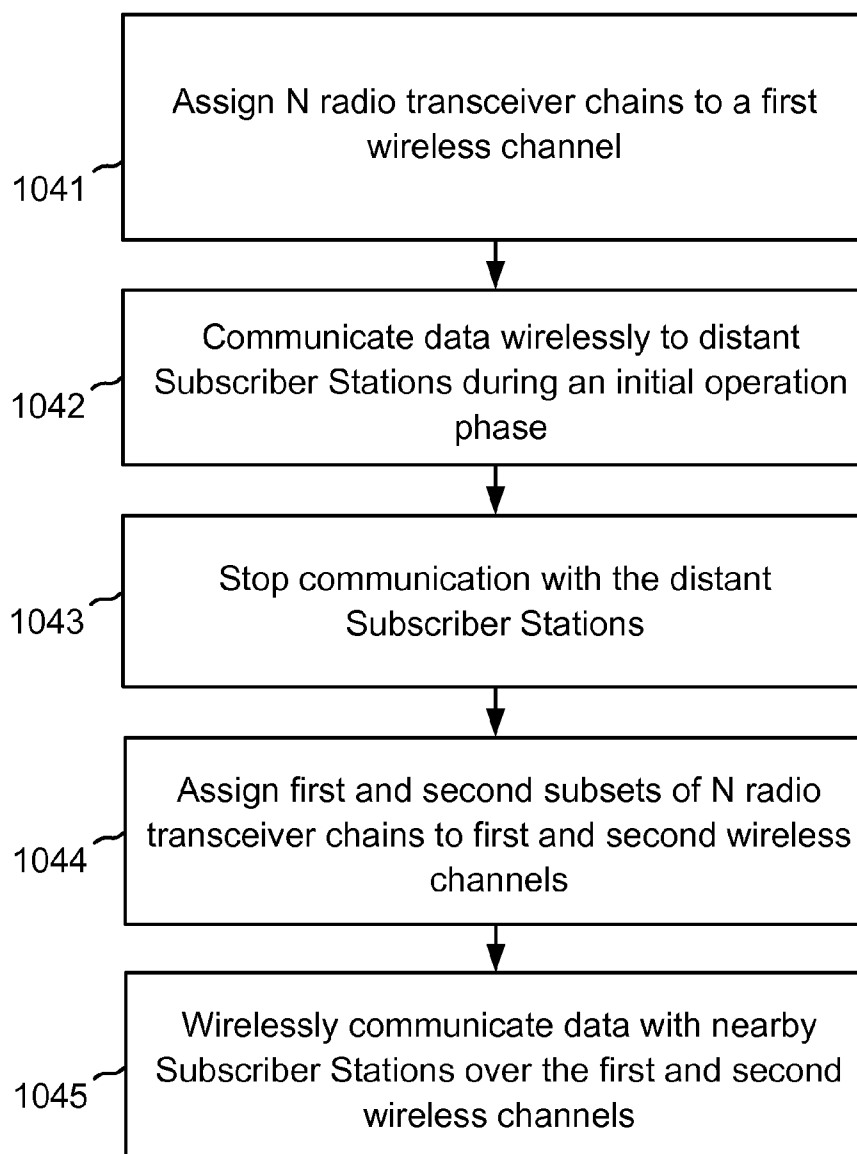 Assign N radio transceiver chains to a first
wireless channel
1041
Communicate data wirelessly to distant
Subscriber Stations during an initial operation
phase
1042
Stop communication with the distant
Subscriber Stations
1043
Assign first and second subsets of N radio
transceiver chains to first and second wireless
channels
1044
Wirelessly communicate data with nearby
Subscriber Stations over the first and second
wireless channels
1045